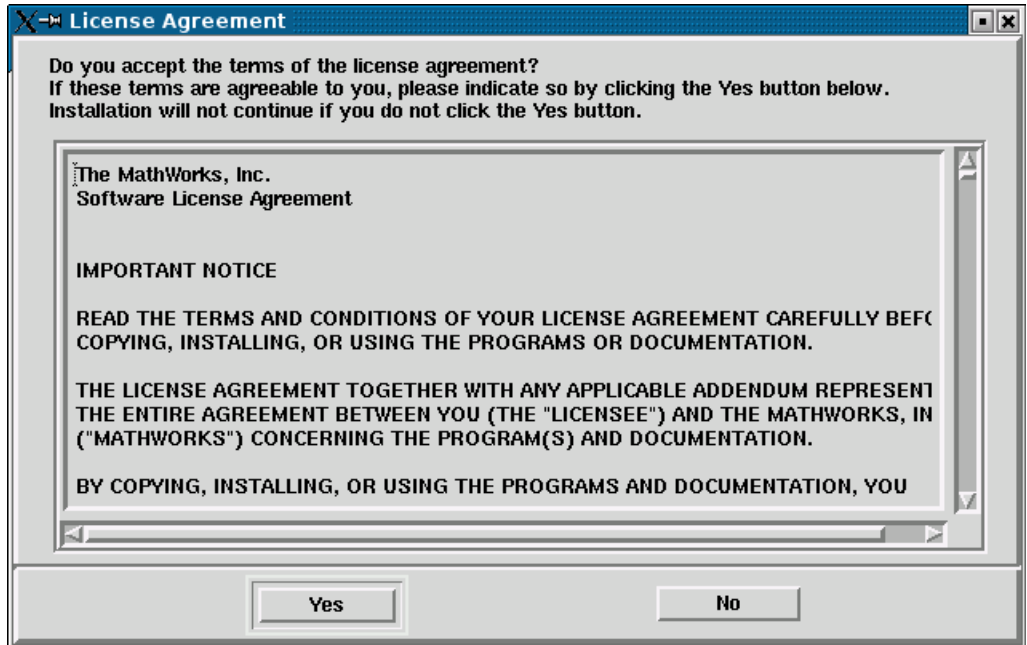 License Agreement
Do you accept the terms of the license agreement?
If these terms are agreeable to you, please indicate so by clicking the Yes button below.
Installation will not continue if you do not click the Yes button.
The MathWorks, Inc.
Software License Agreement
IMPORTANT NOTICE
READ THE TERMS AND CONDITIONS OF YOUR LICENSE AGREEMENT CAREFULLY
COPYING, INSTALLING, OR USING THE PROGRAMS OR DOCUMENTATION.
THE LICENSE AGREEMENT TOGETHER WITH ANY APPLICABLE ADDENDUM REPRESENT
THE ENTIRE AGREEMENT BETWEEN YOU (THE "LICENSEE") AND THE MATHWORKS, IN
("MATHWORKS") CONCERNING THE PROGRAM(S) AND DOCUMENTATION.
BY COPYING, INSTALLING, OR USING THE PROGRAMS AND DOCUMENTATION, YOU
Yes
No